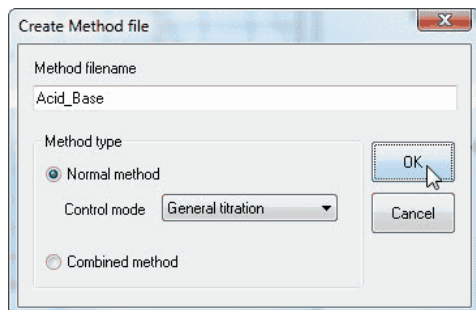 Create Method file
Method filename
Acid_Base
Method type
Normal method
Control mode General titration
Combined method
OK
Cancel